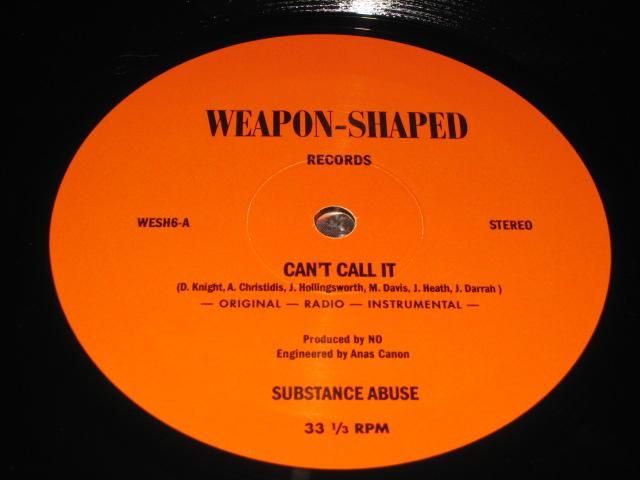 WEAPON-SHAPED
RECORDS
WESH6-A
STEREO
CAN'T CALL IT
(D. Knight, A. Christidis, J. Hollingsworth, M. Davis, J. Heath, J. Darrah)
— ORIGINAL — RADIO — INSTRUMENTAL —
Produced by NO
Engineered by Anas Canon
SUBSTANCE ABUSE
33 1/3 RPM